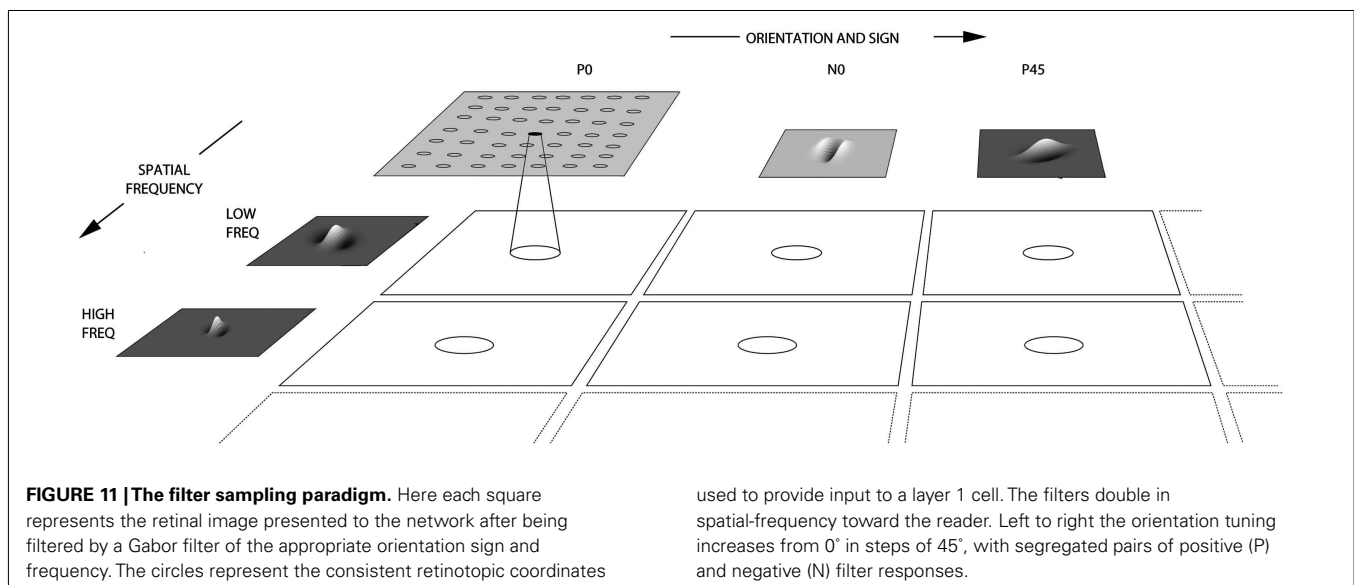 ORIENTATION AND SIGN
P0
N0
P45
SPATIAL
FREQUENCY
LOW
FREQ
HIGH
FREQ
FIGURE 11 | The filter sampling paradigm. Here each square
represents the retinal image presented to the network after being
filtered by a Gabor filter of the appropriate orientation sign and
frequency. The circles represent the consistent retinotopic coordinates
used to provide input to a layer 1 cell. The filters double in
spatial-frequency toward the reader. Left to right the orientation tuning
increases from 0˚ in steps of 45˚, with segregated pairs of positive (P)
and negative (N) filter responses.